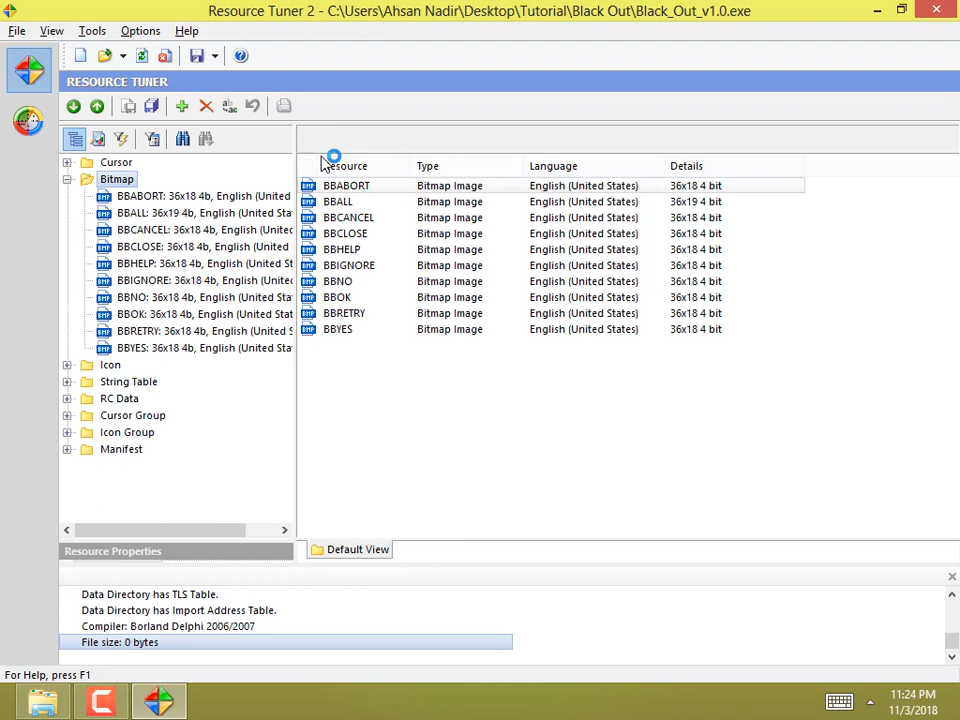 Resource Tuner 2 - C:\Users\Ahsan Nadir\Desktop\Tutorial\Black Out\Black_Out_v1.0.exe
File View Tools Options Help
RESOURCE TUNER
Cursor
Bitmap
BBABORT: 36x18 4b, English (United States)
BBALL: 36x19 4b, English (United Sta
BBCANCEL: 36x18 4b, English (United
BBCLOSE: 36x18 4b, English (United
BBHELP: 36x18 4b, English (United S
BBIGNORE: 36x18 4b, English (United
BBNO: 36x18 4b, English (United Sta
BBOK: 36x18 4b, English (United Sta
BBRETRY: 36x18 4b, English (United S
BBYES: 36x18 4b, English (United Sta
Icon
String Table
RC Data
Cursor Group
Icon Group
Manifest
Resource Properties
Type Language Details
BBABORT Bitmap Image English (United States) 36x18 4 bit
BBALL Bitmap Image English (United States) 36x19 4 bit
BBCANCEL Bitmap Image English (United States) 36x18 4 bit
BBCLOSE Bitmap Image English (United States) 36x18 4 bit
BBHELP Bitmap Image English (United States) 36x18 4 bit
BBIGNORE Bitmap Image English (United States) 36x18 4 bit
BBNO Bitmap Image English (United States) 36x18 4 bit
BBOK Bitmap Image English (United States) 36x18 4 bit
BBRETRY Bitmap Image English (United States) 36x18 4 bit
BBYES Bitmap Image English (United States) 36x18 4 bit
Default View
Data Directory has TLS Table.
Data Directory has Import Address Table.
Compiler: Borland Delphi 2006/2007
File size: 0 bytes
For Help, press F1
11:24 PM
11/3/2018